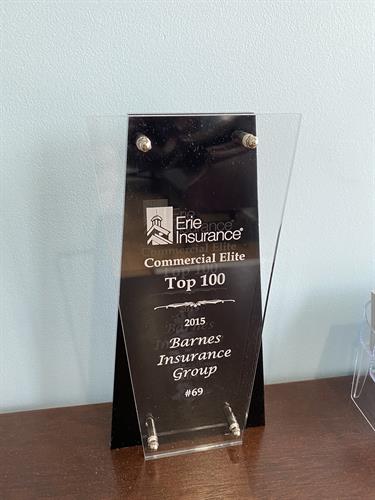 Erie
Insurance®
Commercial Elite
Top 100
2015
Barnes
Insurance
Group
#69